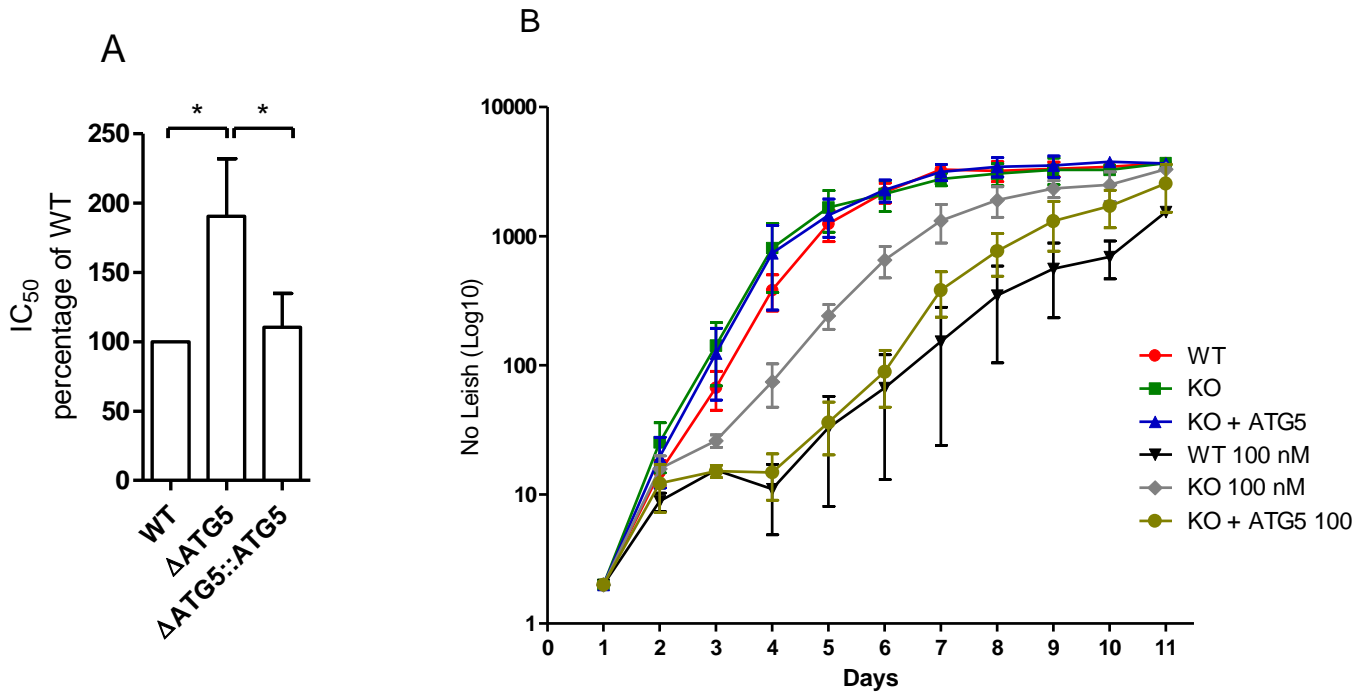 A
B
* *
IC50
percentage of WT
250
200
150
100
50
0
WT
ΔATG5
ΔATG5::ATG5
No Leish (Log10)
10000
1000
100
10
1
0 1 2 3 4 5 6 7 8 9 10 11
Days
WT
KO
KO + ATG5
WT 100 nM
KO 100 nM
KO + ATG5 100